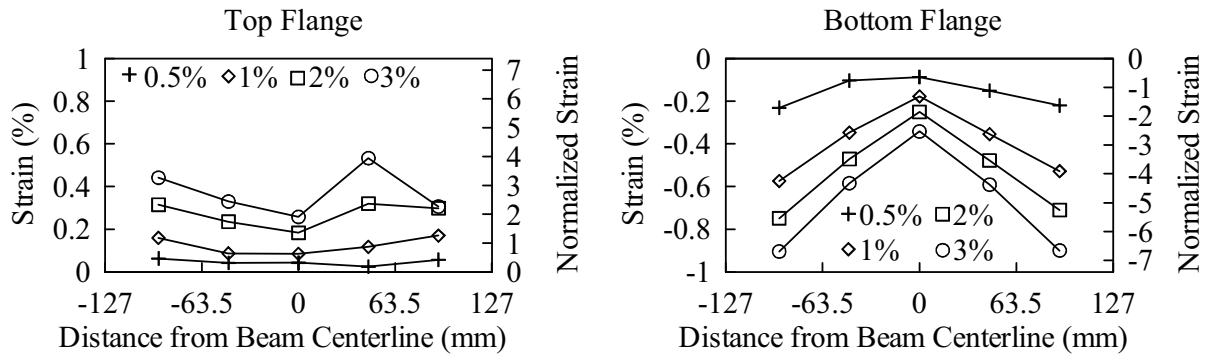 Top Flange
1
0.8
0.6
0.4
0.2
0
Strain (%)
0.5% 1% 2% 3%
7
6
5
4
3
2
1
0
Normalized Strain
-127 -63.5 0 63.5 127
Distance from Beam Centerline (mm)
Bottom Flange
0
-0.2
-0.4
-0.6
-0.8
-1
Strain (%)
0.5% 2%
1% 3%
-0
-1
-2
-3
-4
-5
-6
-7
Normalized Strain
-127 -63.5 0 63.5 127
Distance from Beam Centerline (mm)